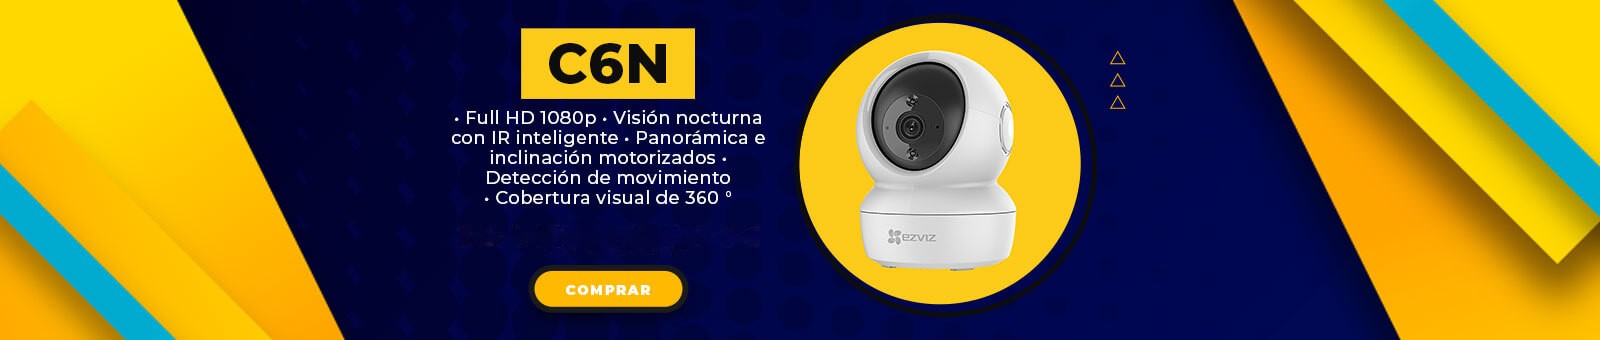 C6N
• Full HD 1080p • Visión nocturna
con IR inteligente • Panorámica e
inclinación motorizados •
Detección de movimiento
• Cobertura visual de 360 °
COMPRAR
ezviz